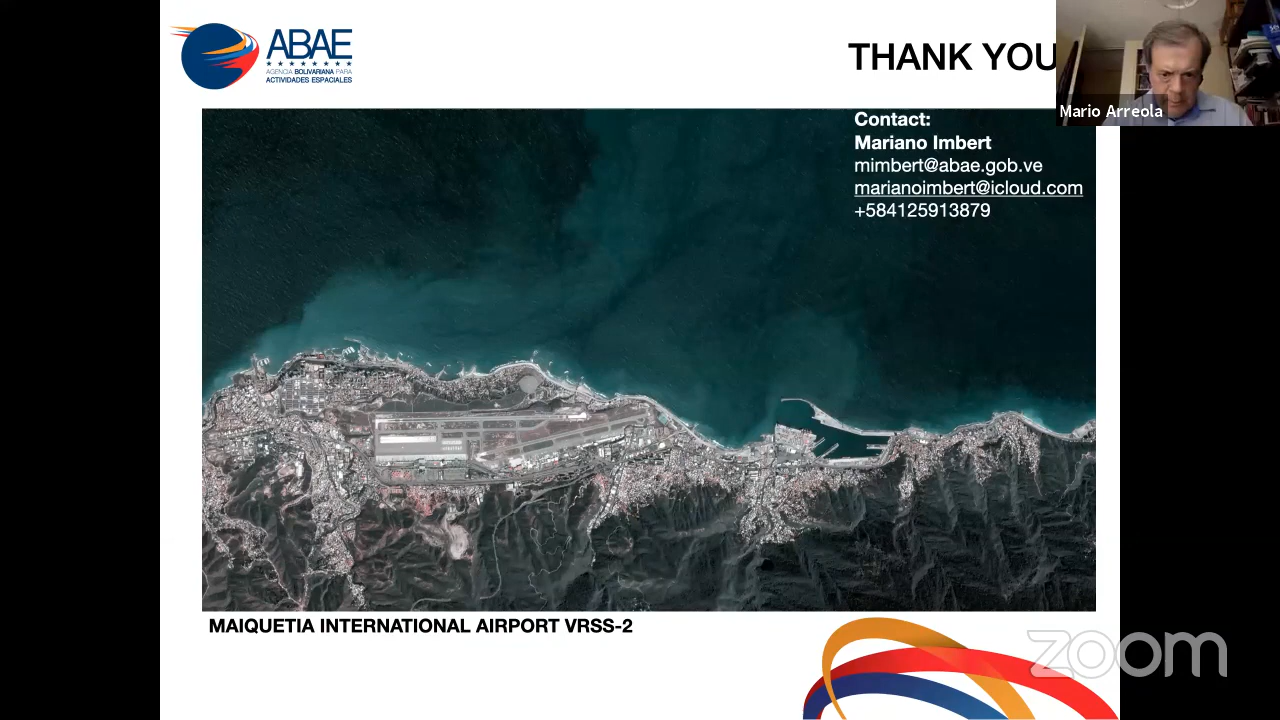 ABAE
AGENCIA BOLIVARIANA PARA
ACTIVIDADES ESPACIALES
THANK YOU
Mario Arreola
Contact:
Mariano Imbert
mimbert@abae.gob.ve
marianoimbert@icloud.com
+584125913879
MAIQUETIA INTERNATIONAL AIRPORT VRSS-2
zoom